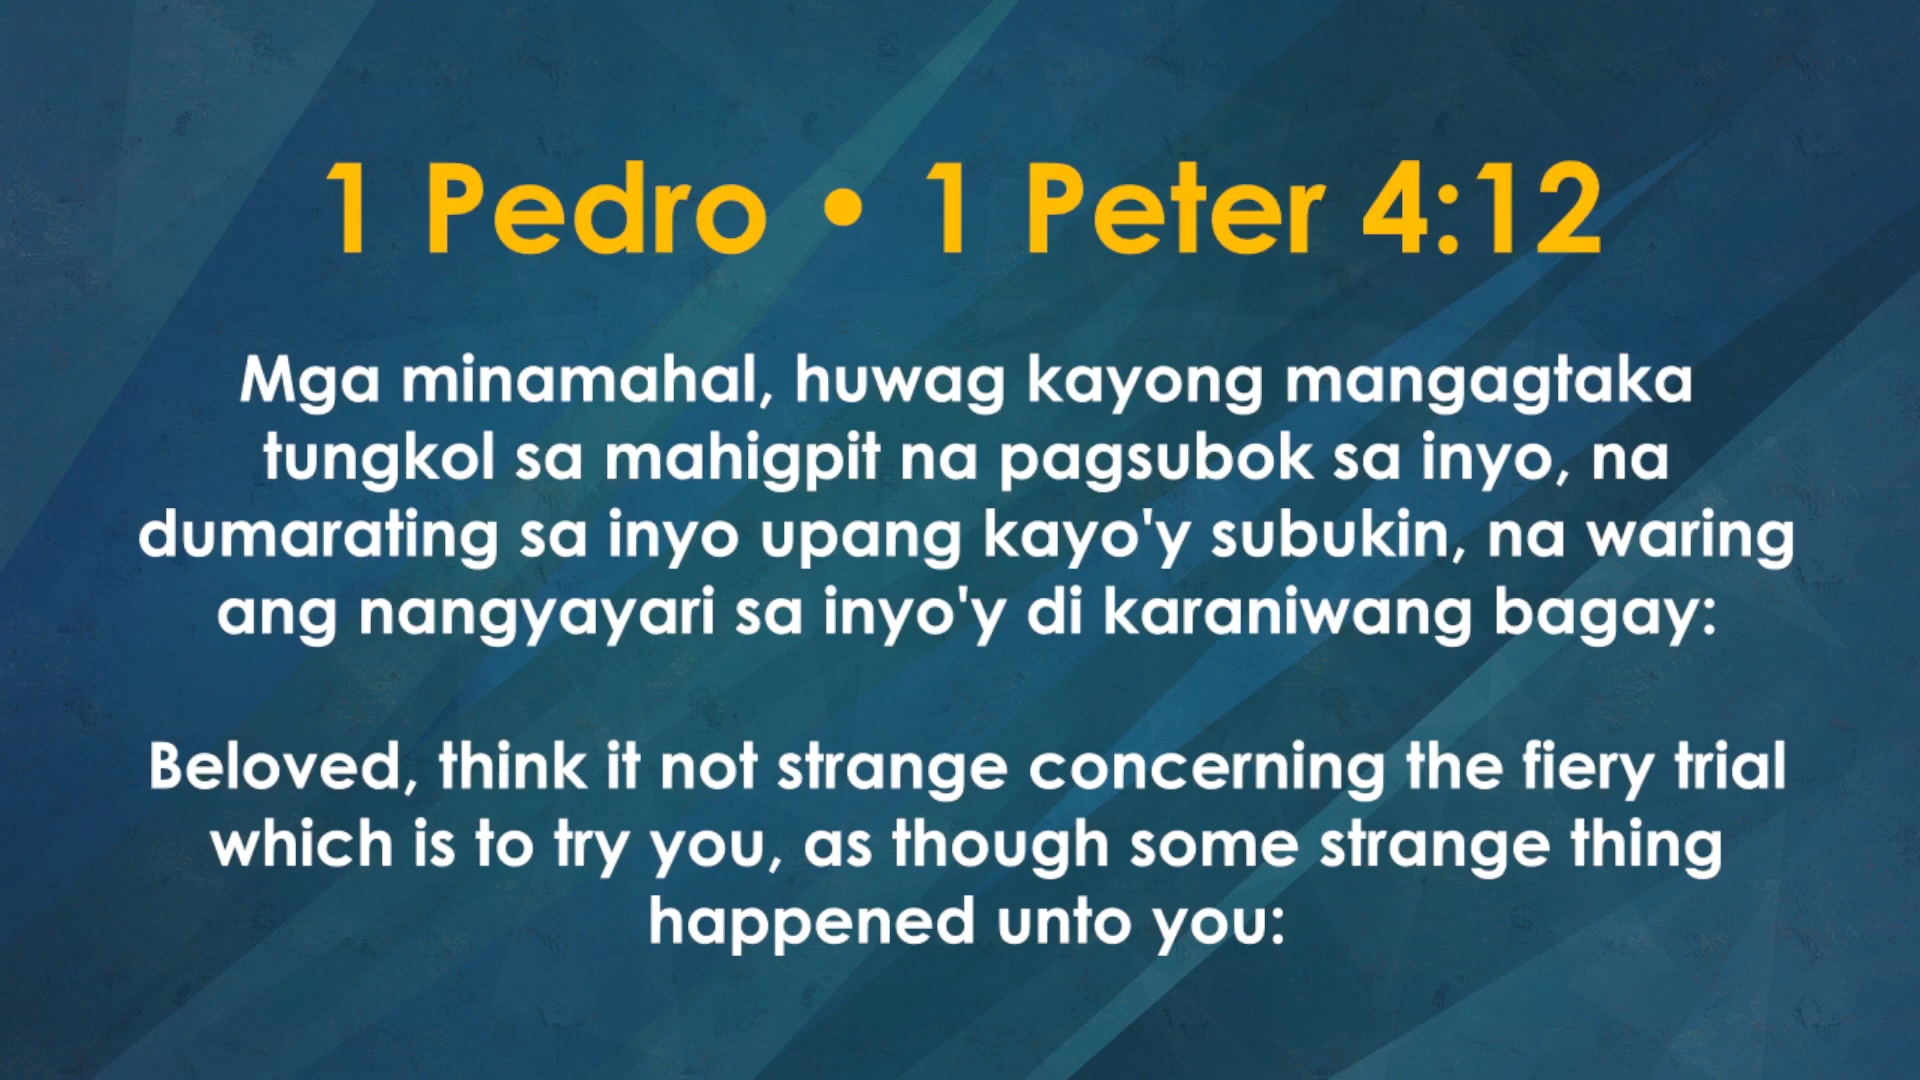 1 Pedro • 1 Peter 4:12
Mga minamahal, huwag kayong mangagtaka
tungkol sa mahigpit na pagsubok sa inyo, na
dumarating sa inyo upang kayo'y subukin, na waring
ang nangyayari sa inyo'y di karaniwang bagay:
Beloved, think it not strange concerning the fiery trial
which is to try you, as though some strange thing
happened unto you: